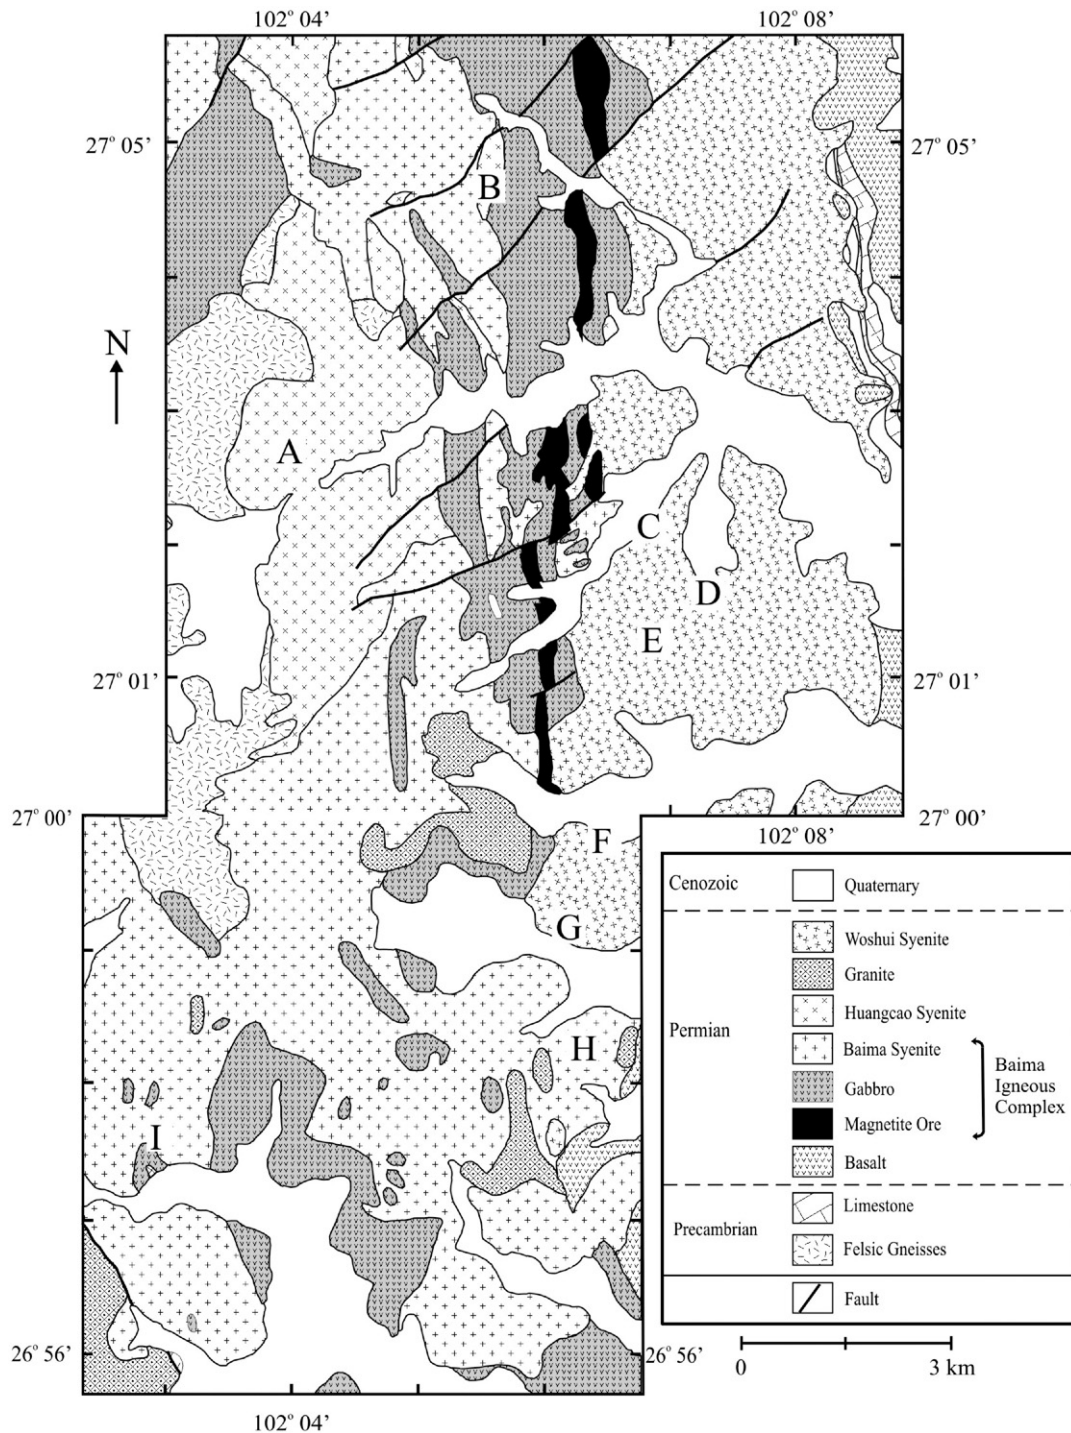 102° 04’ 102° 08’
27° 05’ 27° 05’
B
N
A
C
D
E
27° 01’ 27° 01’
27° 00’ 27° 00’
F
102° 08’
G
H
I
Cenozoic Quaternary
Woshui Syenite
Granite
Huangcao Syenite
Permian
Baima Syenite
Gabbro
Magnetite Ore
Baima
Igneous
Complex
Basalt
Precambrian
Limestone
Felsic Gneisses
Fault
26° 56’ 26° 56’
0 3 km
102° 04’